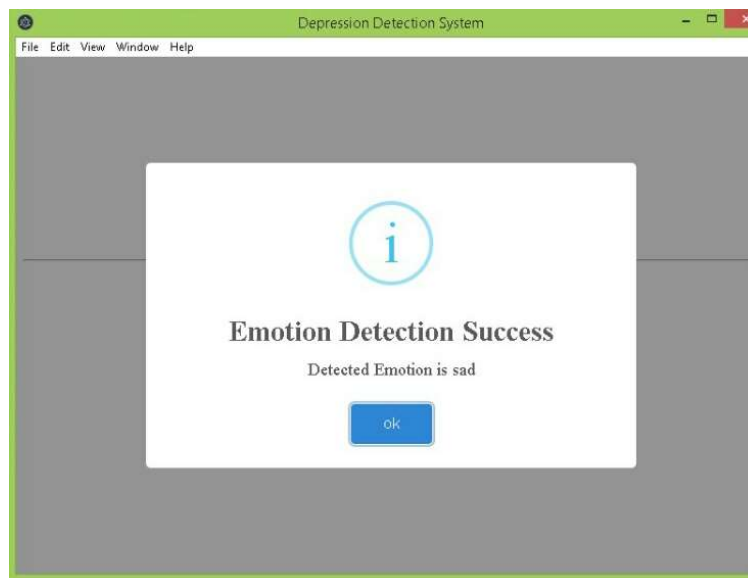 Depression Detection System
File Edit View Window Help
i
Emotion Detection Success
Detected Emotion is sad
ok